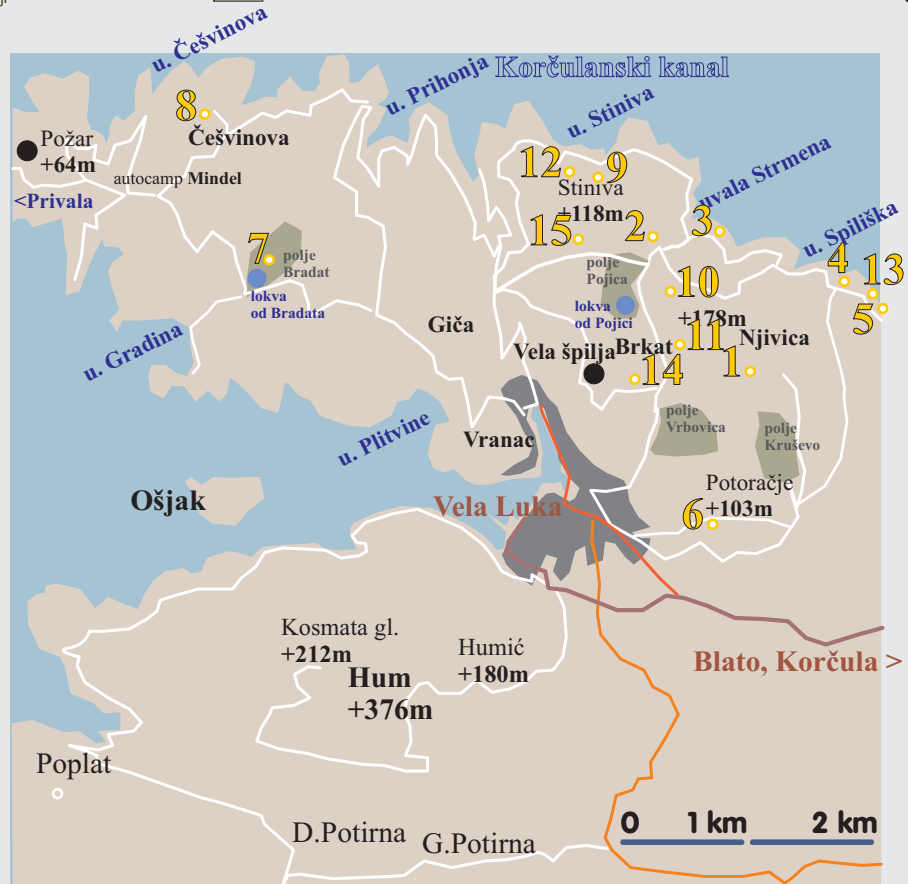 ji
u. Češvinova
u. Prihonja
Korčulanski kanal
u. Stiniva
8
Češvinova
Požar
+64m
autocamp Mindel
<Privala
12
9
Stiniva
+118m
uvala Strmena
3
15
2
u. Spiliška
7
polje
Bradat
lokva
od Bradata
polje
Pojica
lokva
od Pojici
10
+178m
4
13
5
u. Gradina
Giča
Vela špilja
Brkat
11
Njivica
14
1
u. Plitvine
Vranac
polje
Vrbovica
polje
Kruševo
Ošjak
Vela Luka
Potoračje
6
+103m
Kosmata gl.
+212m
Humić
+180m
Hum
+376m
Blato, Korčula >
Poplat
D.Potirna
G.Potirna
0
1 km
2 km